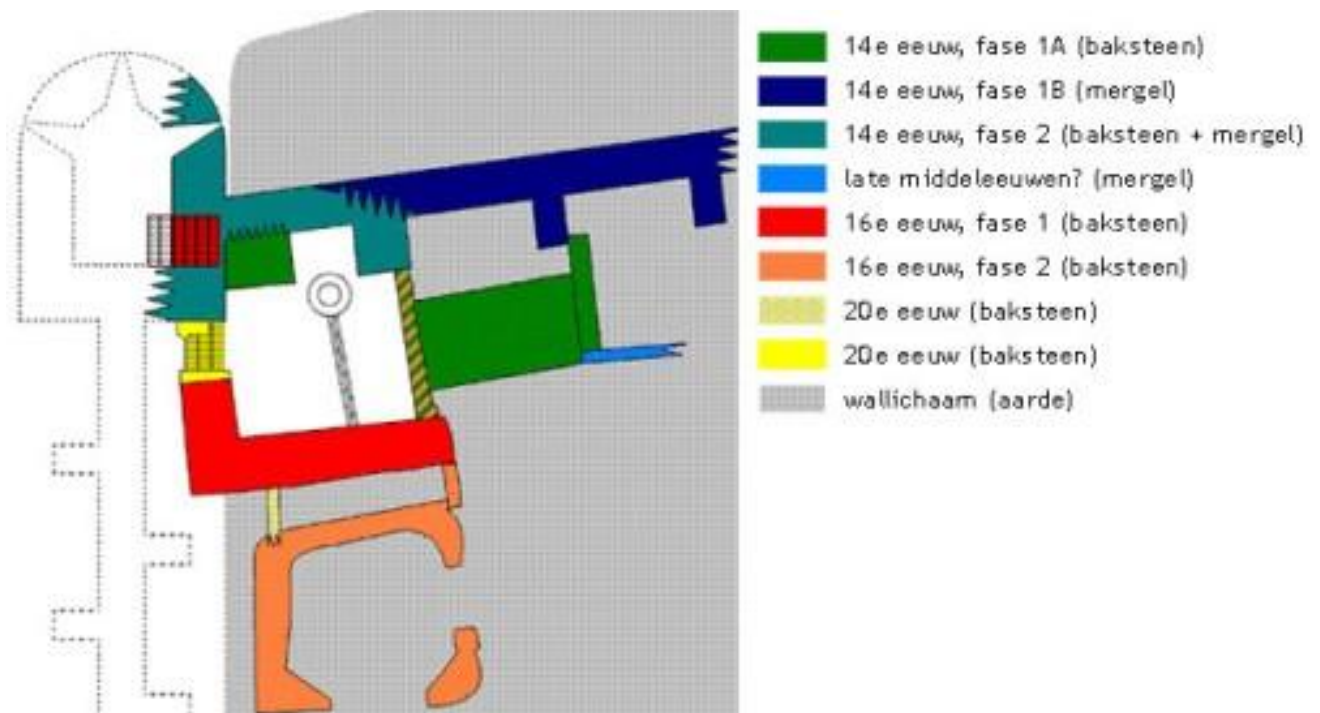 14e eeuw, fase 1A (baksteen)
14e eeuw, fase 1B (mergel)
14e eeuw, fase 2 (baksteen + mergel)
late middeleeuwen? (mergel)
16e eeuw, fase 1 (baksteen)
16e eeuw, fase 2 (baksteen)
20e eeuw (baksteen)
20e eeuw (baksteen)
wallichaam (aarde)